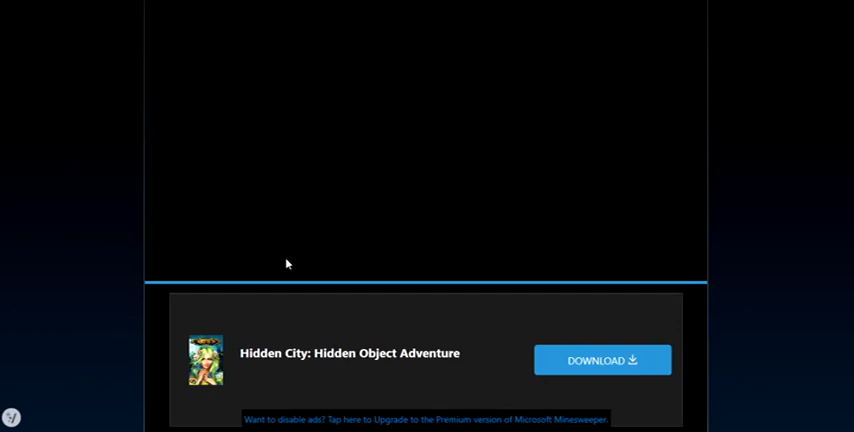 Hidden City: Hidden Object Adventure
DOWNLOAD
Want to disable ads? Tap here to Upgrade to the Premium version of Microsoft Minesweeper.